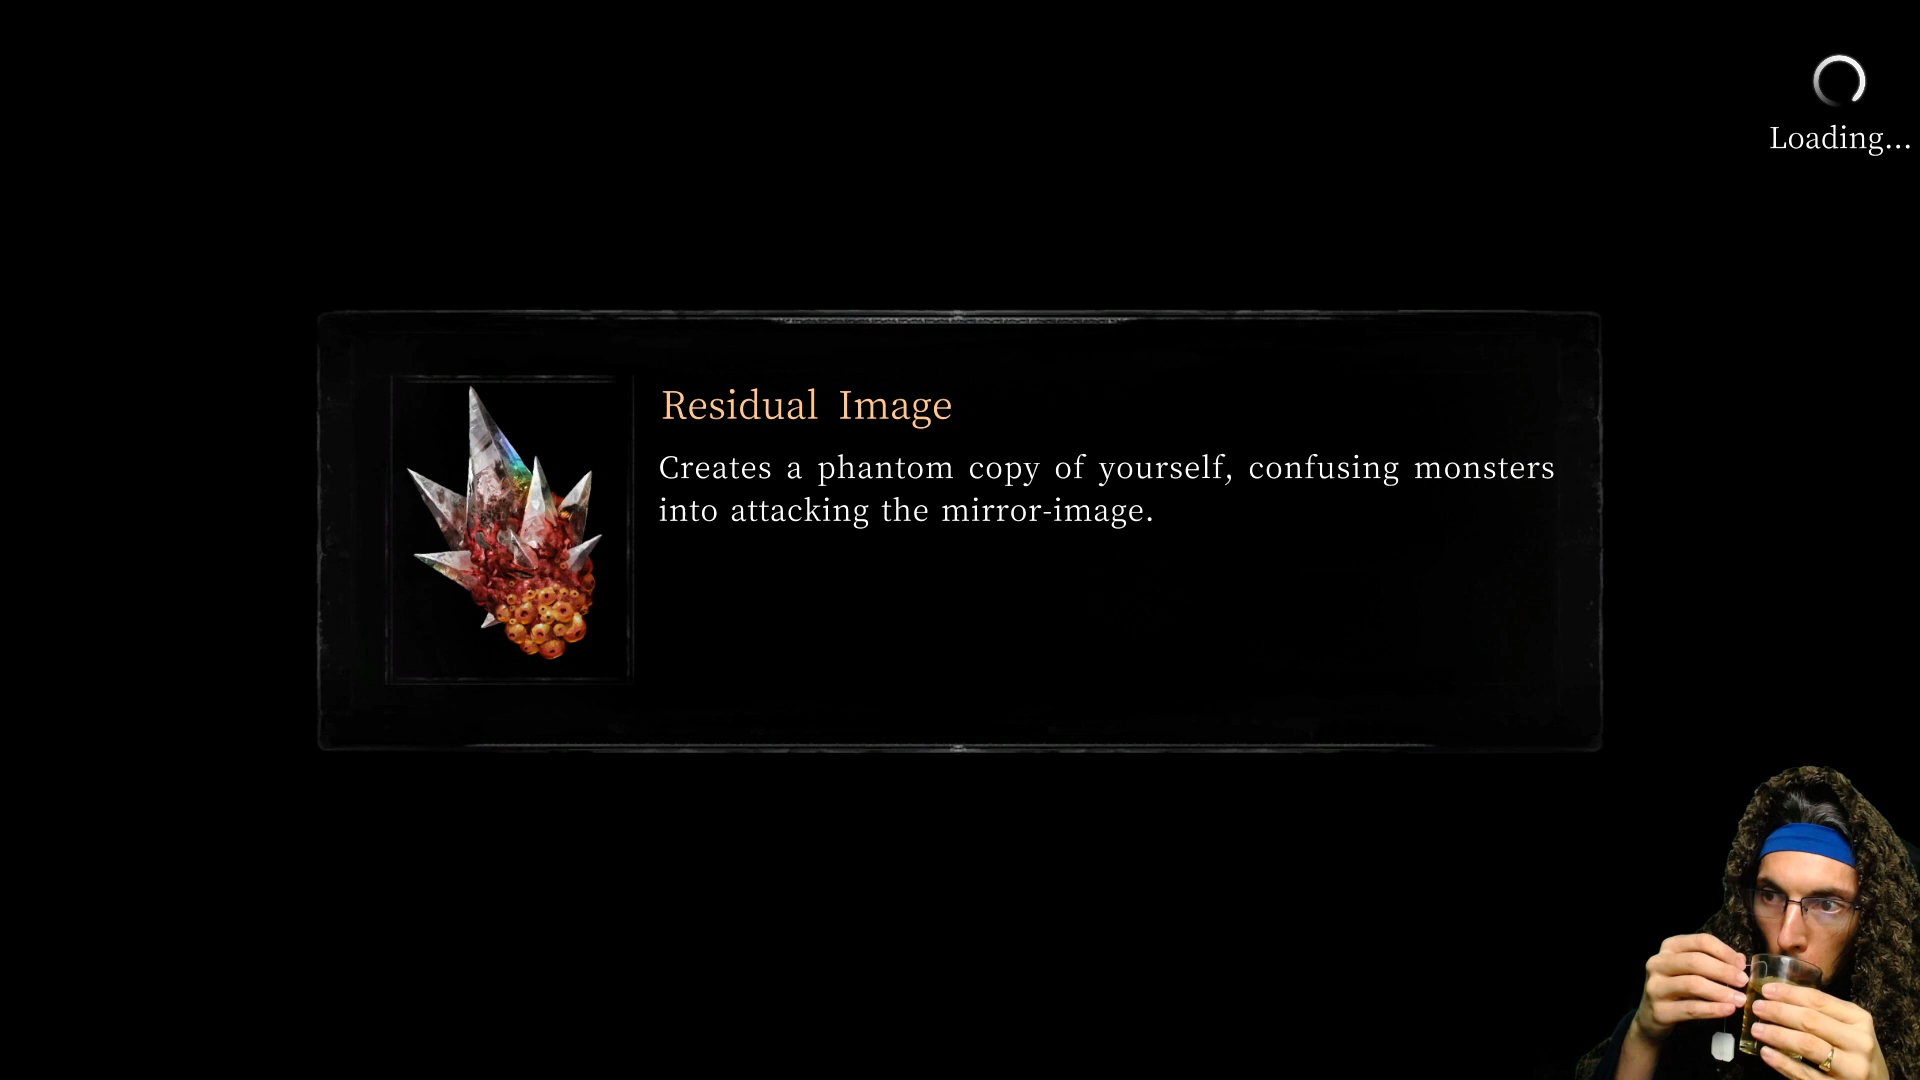 Loading...
Residual Image
Creates a phantom copy of yourself, confusing monsters
into attacking the mirror-image.